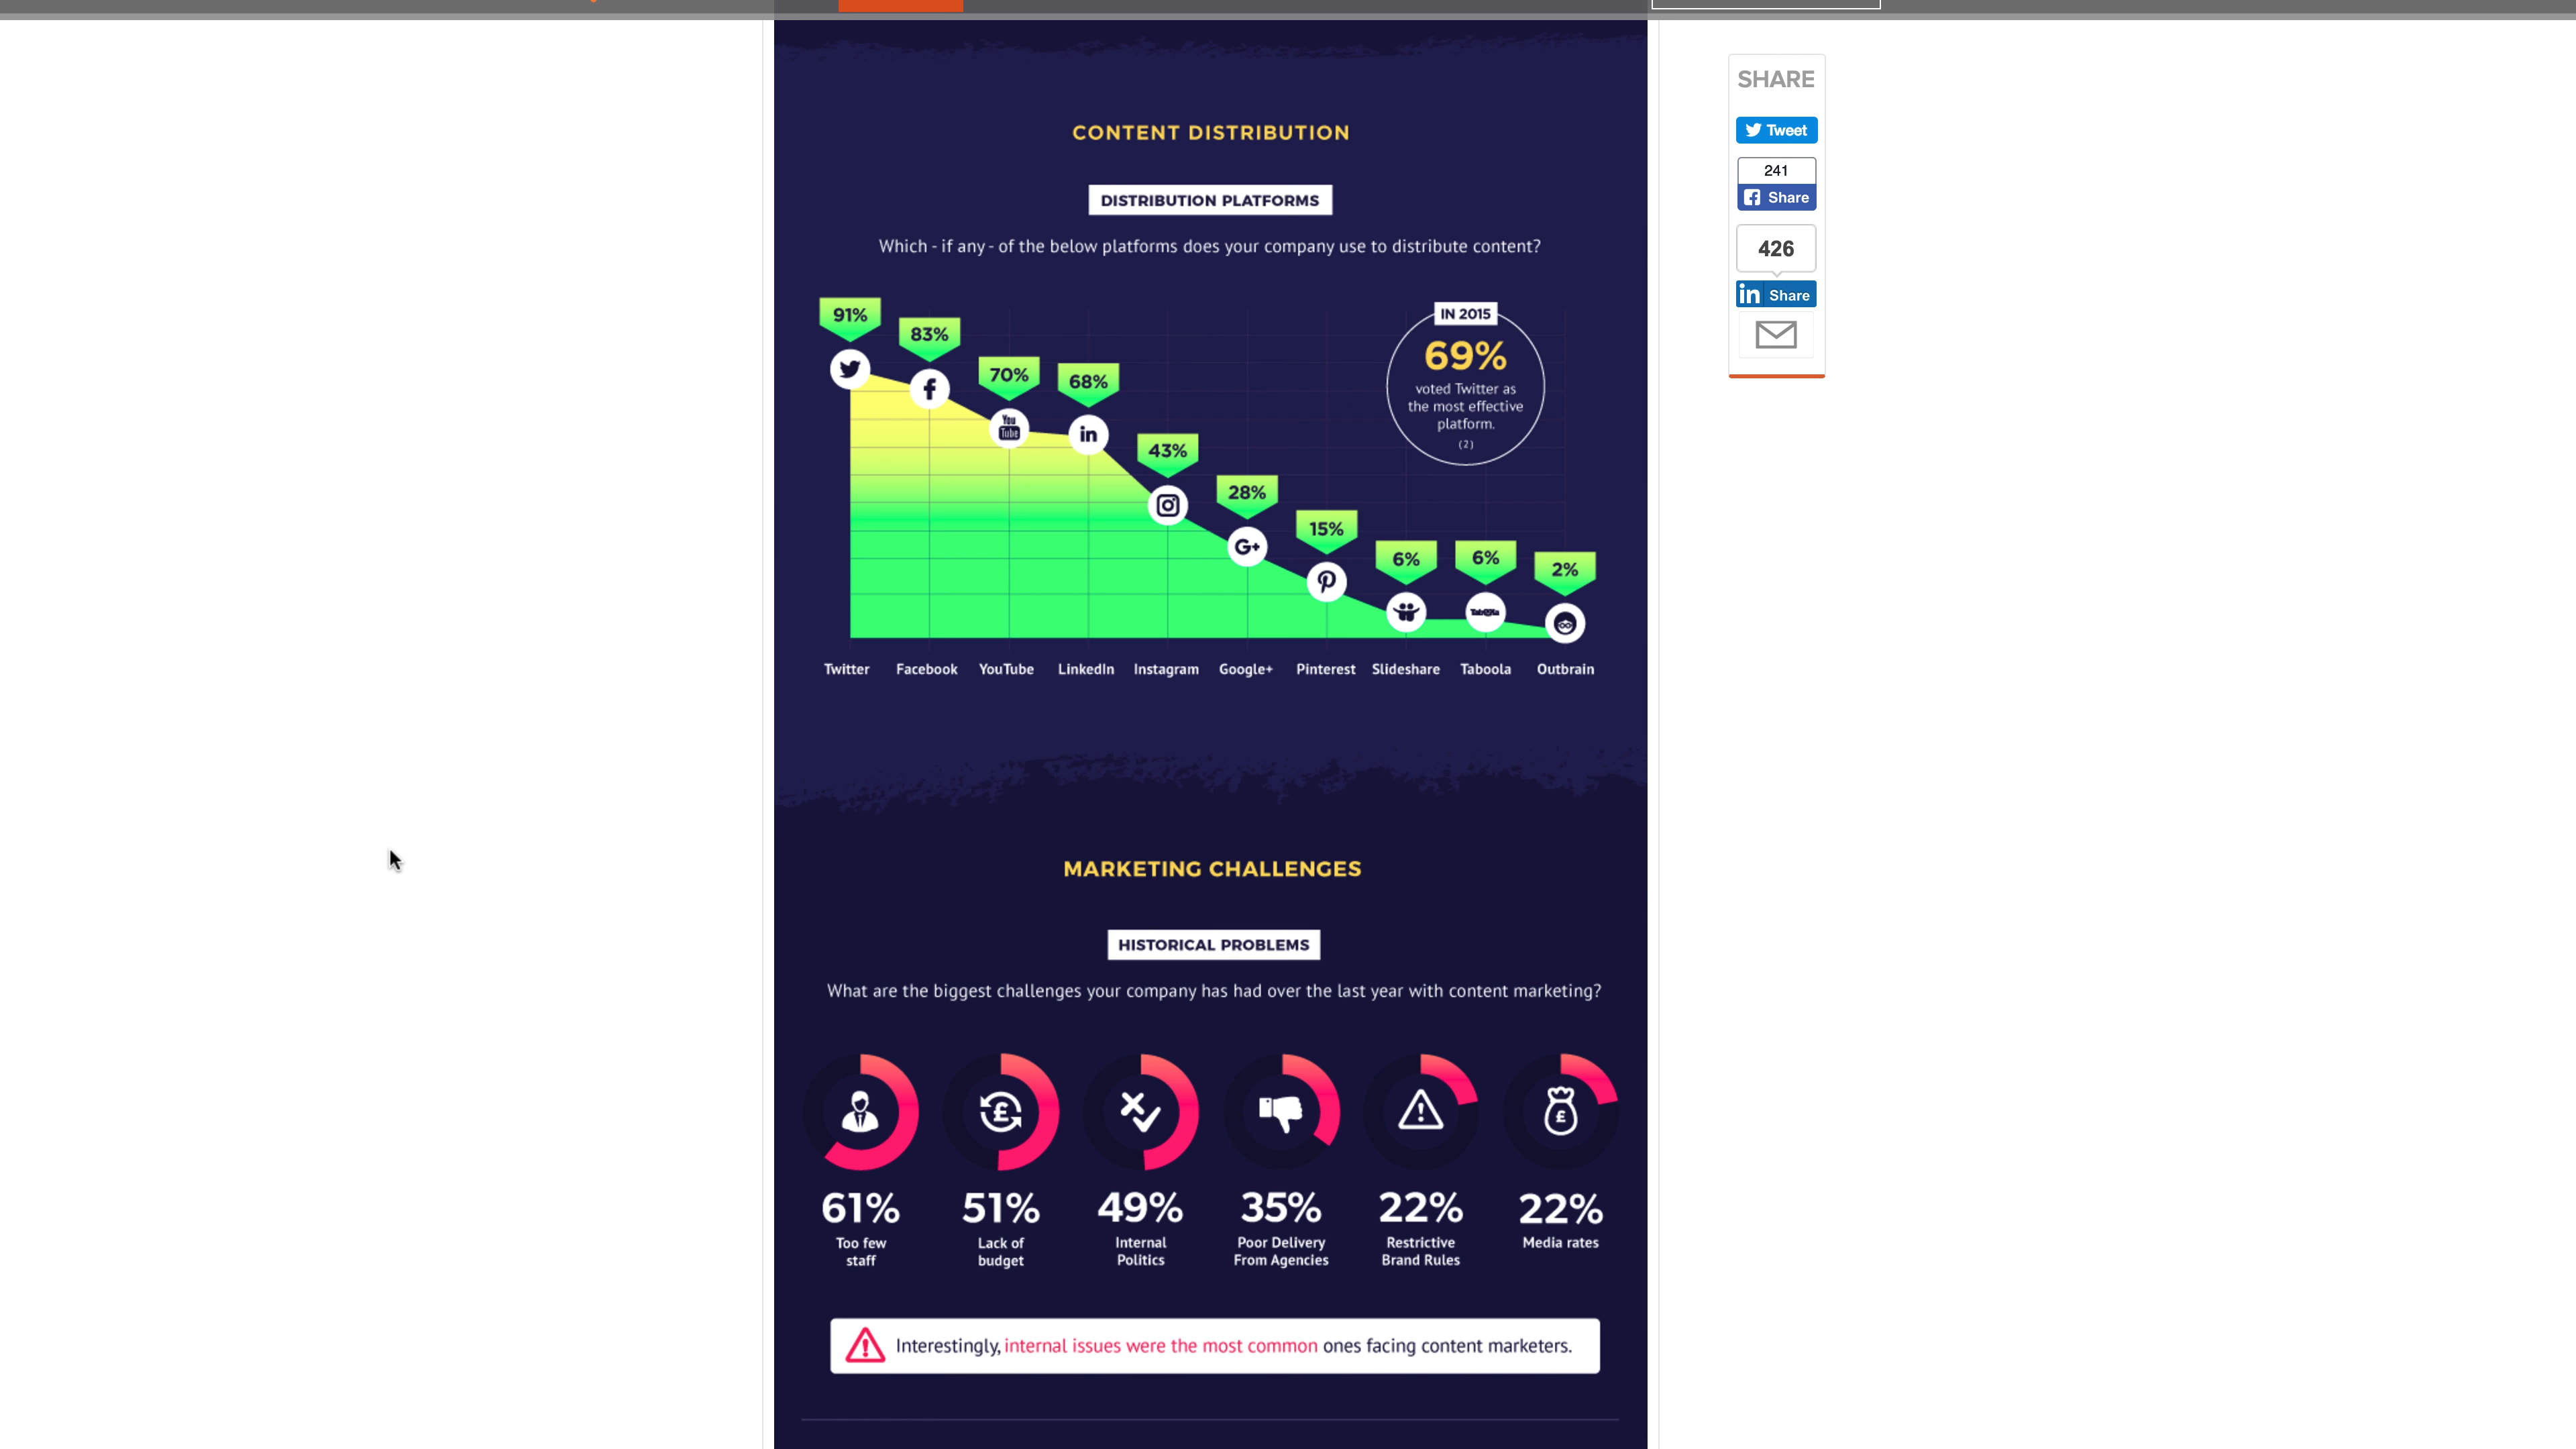 CONTENT DISTRIBUTION
DISTRIBUTION PLATFORMS
Which - if any - of the below platforms does your company use to distribute content?
91%
83%
70%
68%
43%
28%
15%
6%
6%
2%
IN 2015
69%
voted Twitter as
the most effective
platform.
(2)
You
Tube
in
G+
Taboola
Twitter Facebook YouTube LinkedIn Instagram Google+ Pinterest Slideshare Taboola Outbrain
MARKETING CHALLENGES
HISTORICAL PROBLEMS
What are the biggest challenges your company has had over the last year with content marketing?
£
£
61% 51% 49% 35% 22% 22%
Too few
staff
Lack of
budget
Internal
Politics
Poor Delivery
From Agencies
Restrictive
Brand Rules
Media rates
Interestingly, internal issues were the most common ones facing content marketers.
SHARE
Tweet
241
Share
426
in Share